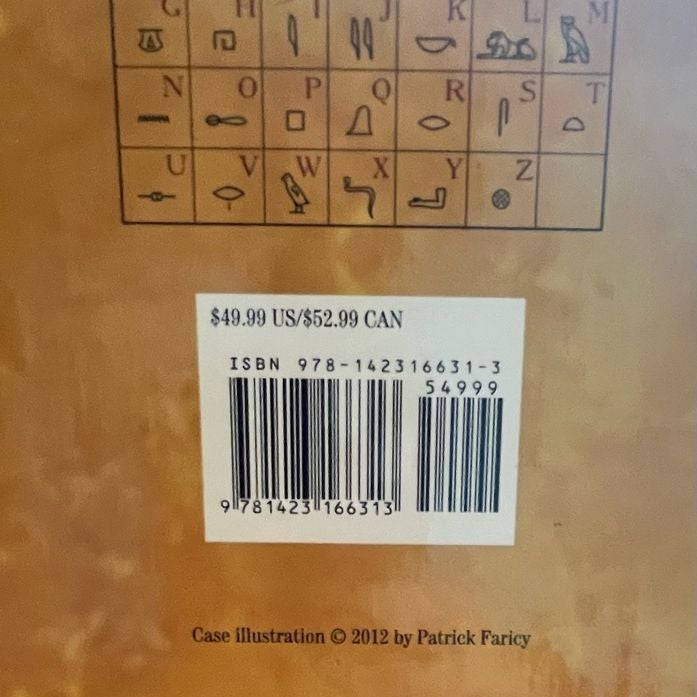 G H I J K L M
N O P Q R S T
U V W X Y Z
$49.99 US/$52.99 CAN
ISBN 978-142316631-3
54999
9 781423 166313
Case illustration © 2012 by Patrick Faricy